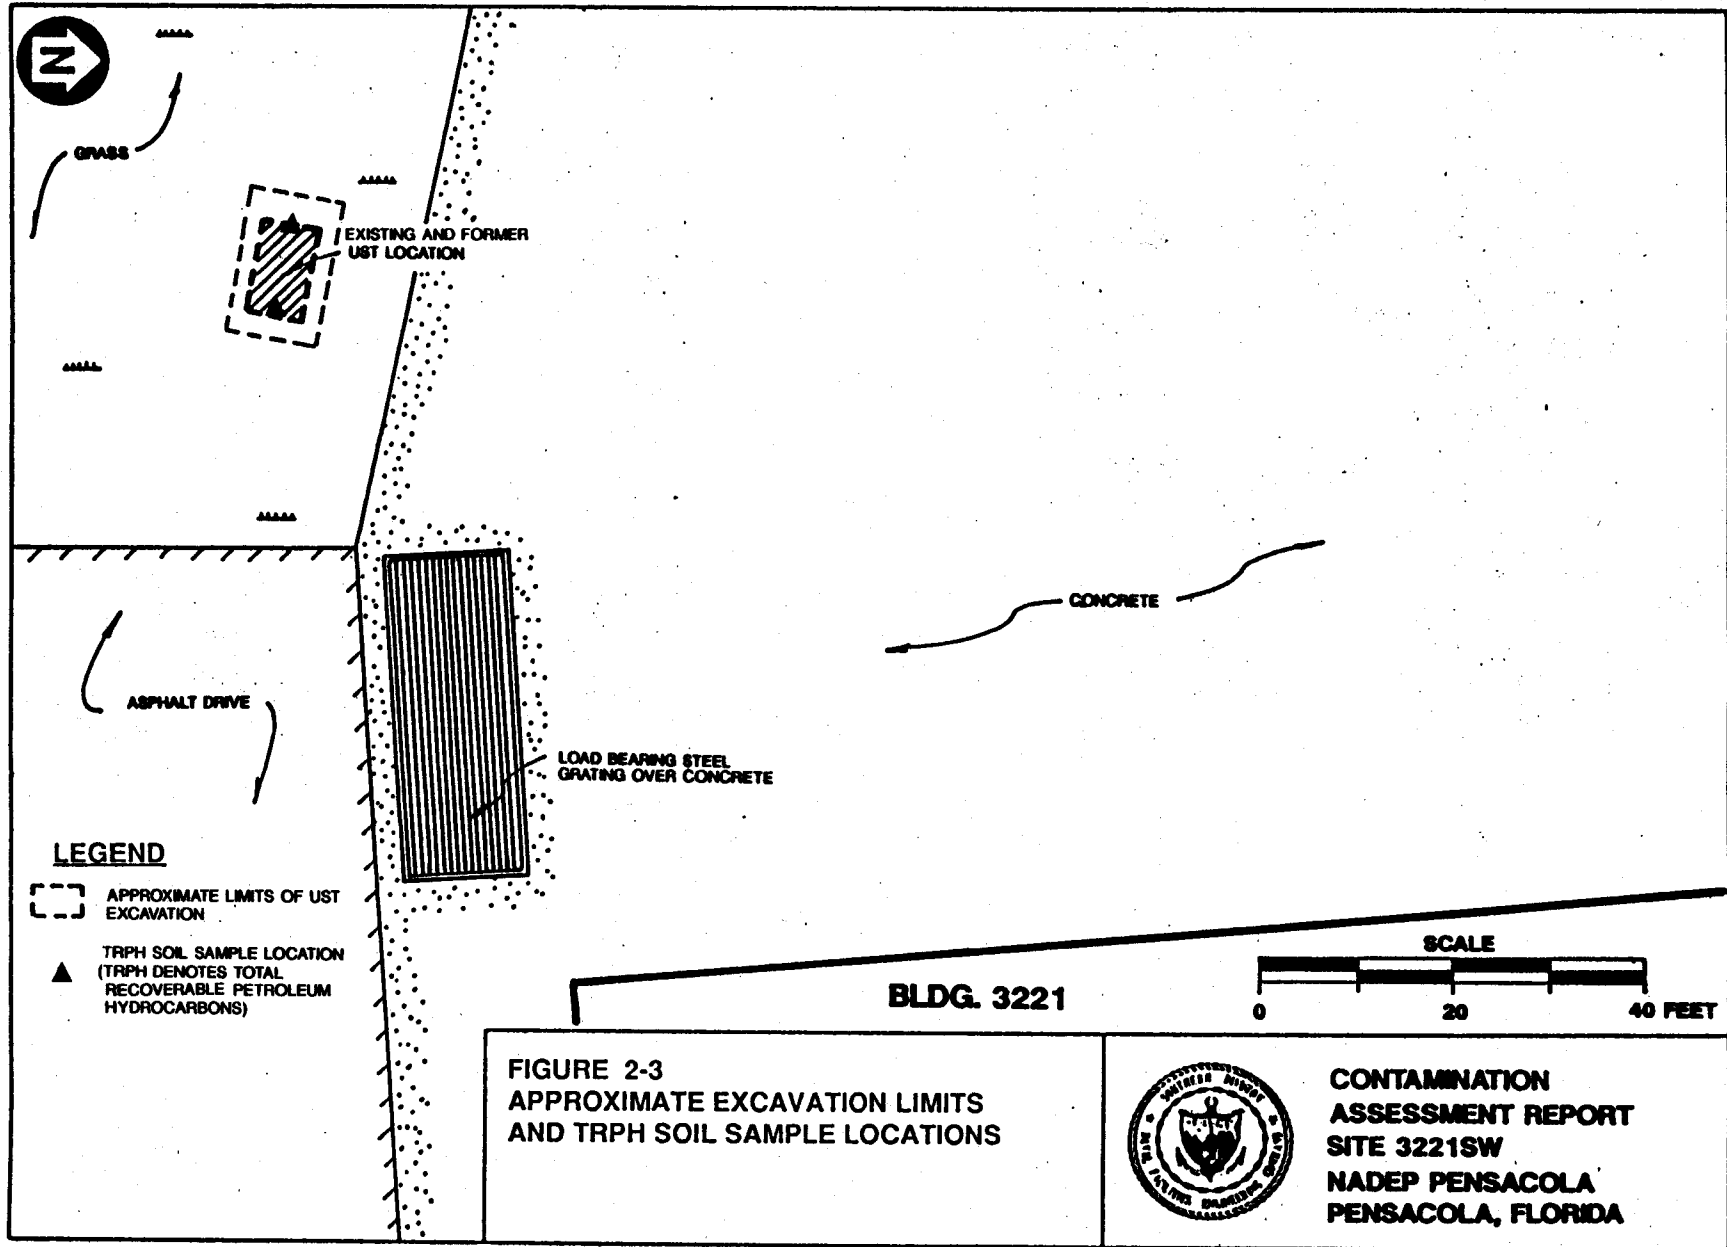 N
GRASS
EXISTING AND FORMER
UST LOCATION
CONCRETE
ASPHALT DRIVE
LOAD BEARING STEEL
GRATING OVER CONCRETE
LEGEND
APPROXIMATE LIMITS OF UST
EXCAVATION
TRPH SOIL SAMPLE LOCATION
(TRPH DENOTES TOTAL
RECOVERABLE PETROLEUM
HYDROCARBONS)
BLDG. 3221
SCALE
0 20 40 FEET
FIGURE 2-3
APPROXIMATE EXCAVATION LIMITS
AND TRPH SOIL SAMPLE LOCATIONS
CONTAMINATION
ASSESSMENT REPORT
SITE 3221SW
NADEP PENSACOLA
PENSACOLA, FLORIDA